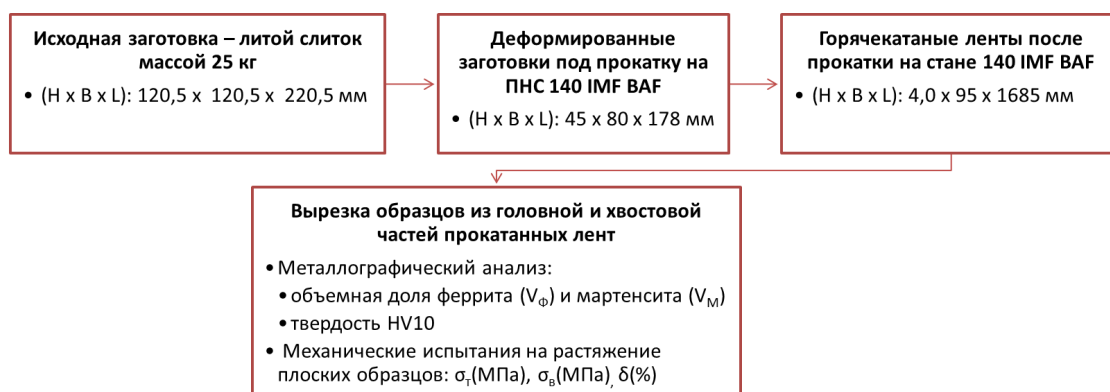 Исходная заготовка – литой слиток
массой 25 кг
• (H x B x L): 120,5 x 120,5 x 220,5 мм
Деформированные
заготовки под прокатку на
ПНС 140 IMF BAF
• (H x B x L): 45 x 80 x 178 мм
Горячекатаные ленты после
прокатки на стане 140 IMF BAF
• (H x B x L): 4,0 x 95 x 1685 мм
Вырезка образцов из головной и хвостовой
частей прокатанных лент
• Металлографический анализ:
• объемная доля феррита (VФ) и мартенсита (VМ)
• твердость HV10
• Механические испытания на растяжение
плоских образцов: σт(МПа), σв(МПа), δ(%)